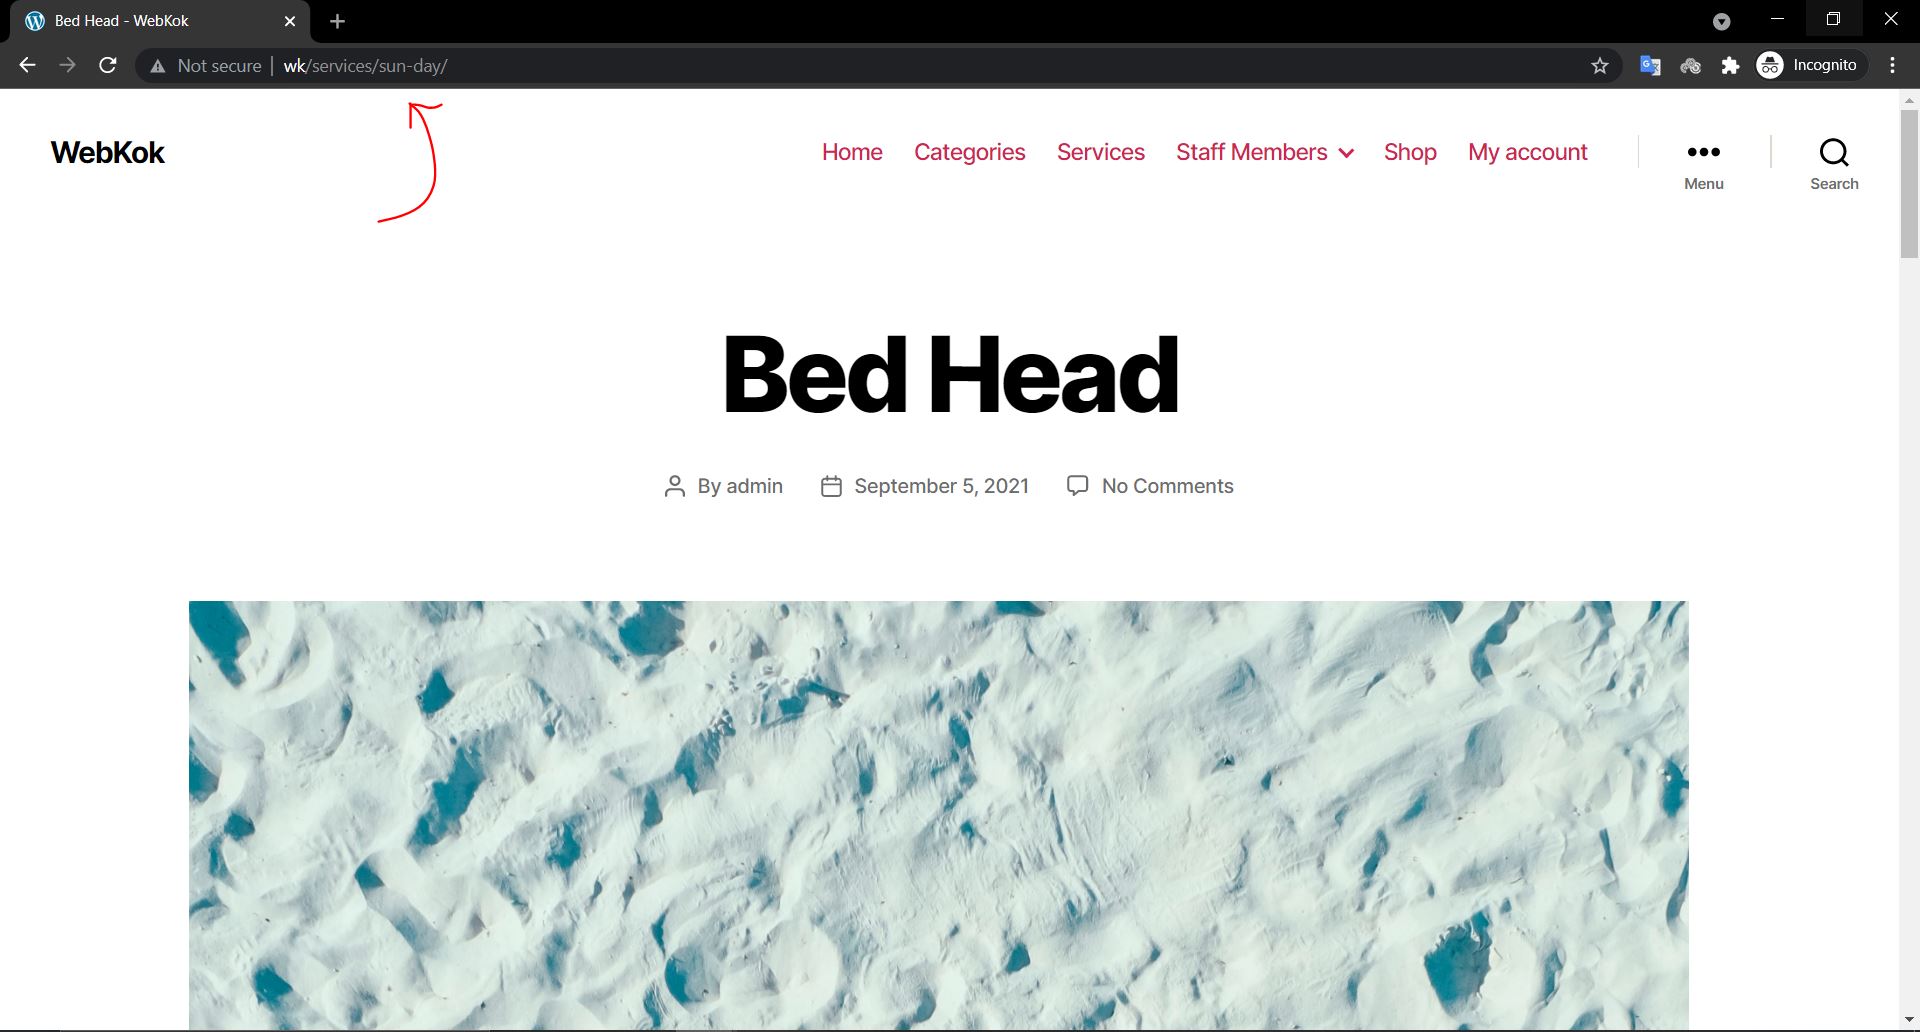 Bed Head - WebKok
Not secure | wk/services/sun-day/
Incognito
WebKok
Home Categories Services Staff Members Shop My account
Menu
Search
Bed Head
By admin September 5, 2021 No Comments